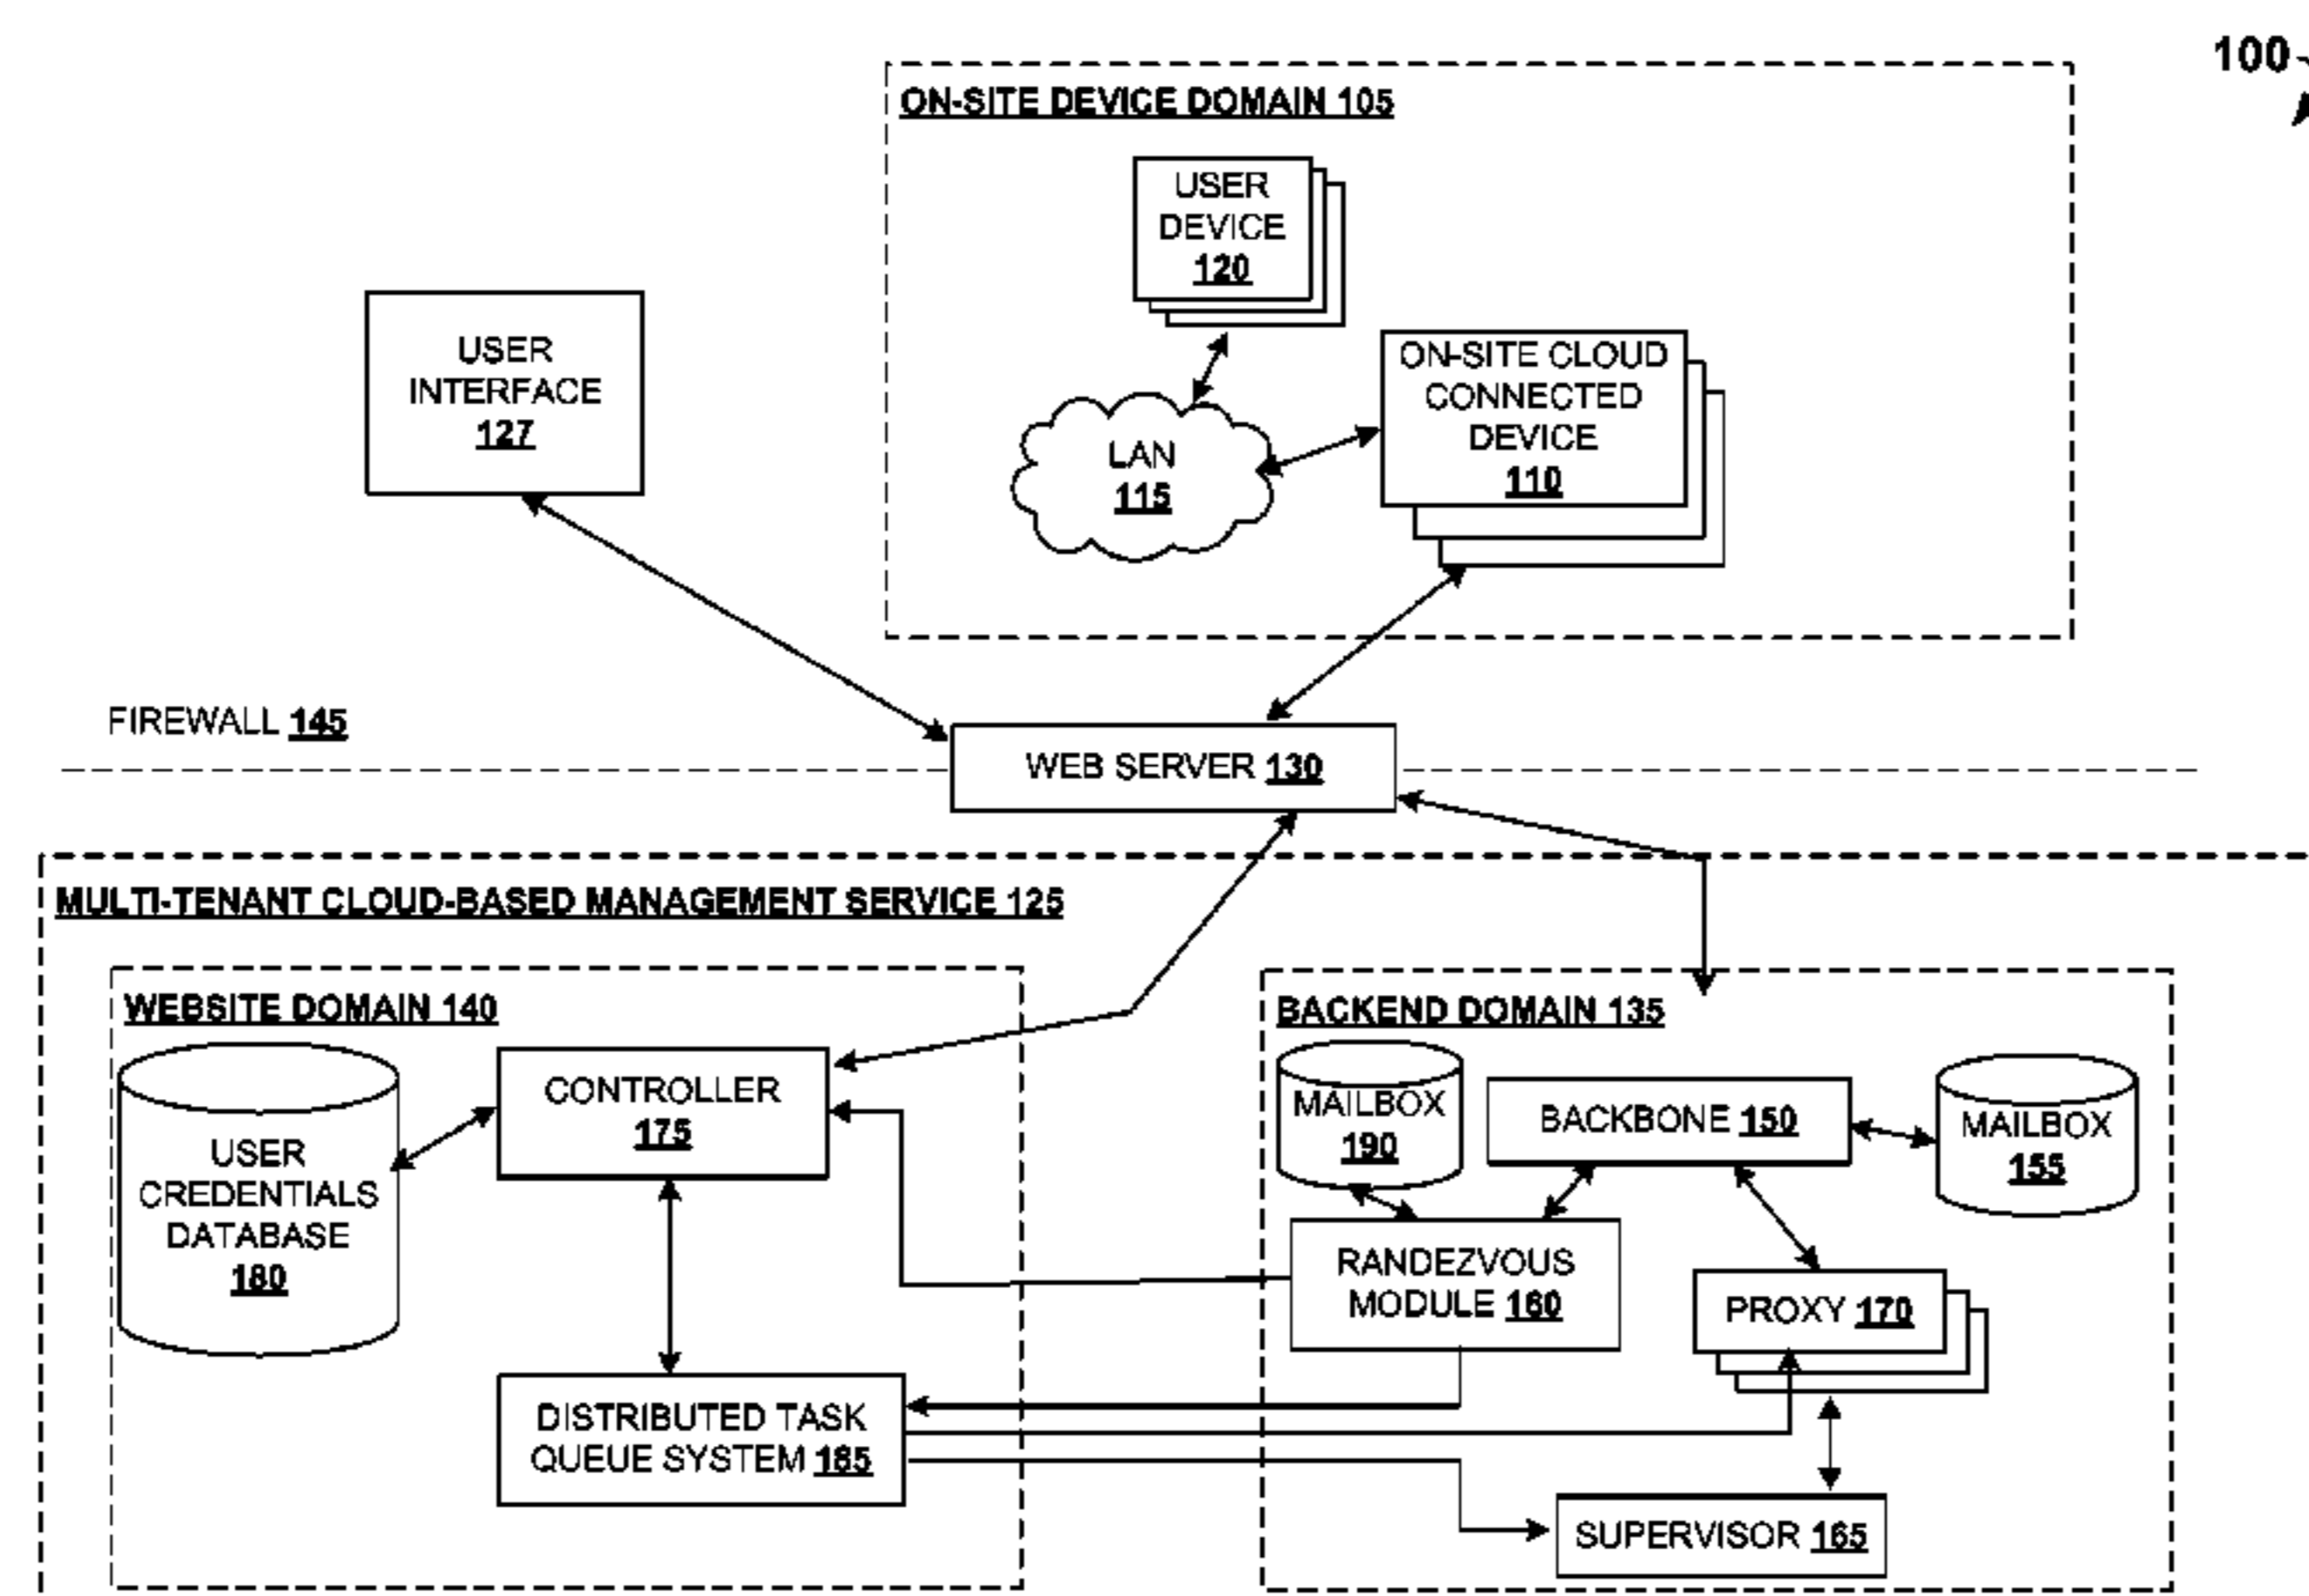 100
ON-SITE DEVICE DOMAIN 105
USER
DEVICE
120
USER
INTERFACE
127
ON-SITE CLOUD
CONNECTED
DEVICE
110
LAN
115
FIREWALL 145
WEB SERVER 130
MULTI-TENANT CLOUD-BASED MANAGEMENT SERVICE 125
WEBSITE DOMAIN 140
BACKEND DOMAIN 135
CONTROLLER
175
USER
CREDENTIALS
DATABASE
180
MAILBOX
190
BACKBONE 150
MAILBOX
155
RANDEZVOUS
MODULE 160
PROXY 170
DISTRIBUTED TASK
QUEUE SYSTEM 185
SUPERVISOR 165